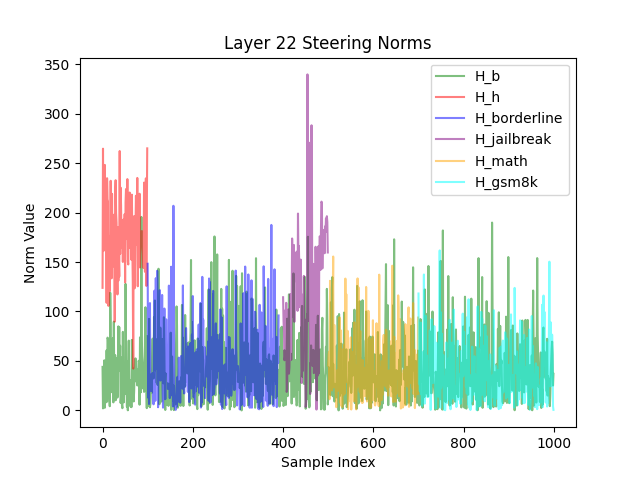 Layer 22 Steering Norms
350
300
250
200
150
100
50
0
Norm Value
0
200
400
600
800
1000
Sample Index
H_b
H_h
H_borderline
H_jailbreak
H_math
H_gsm8k